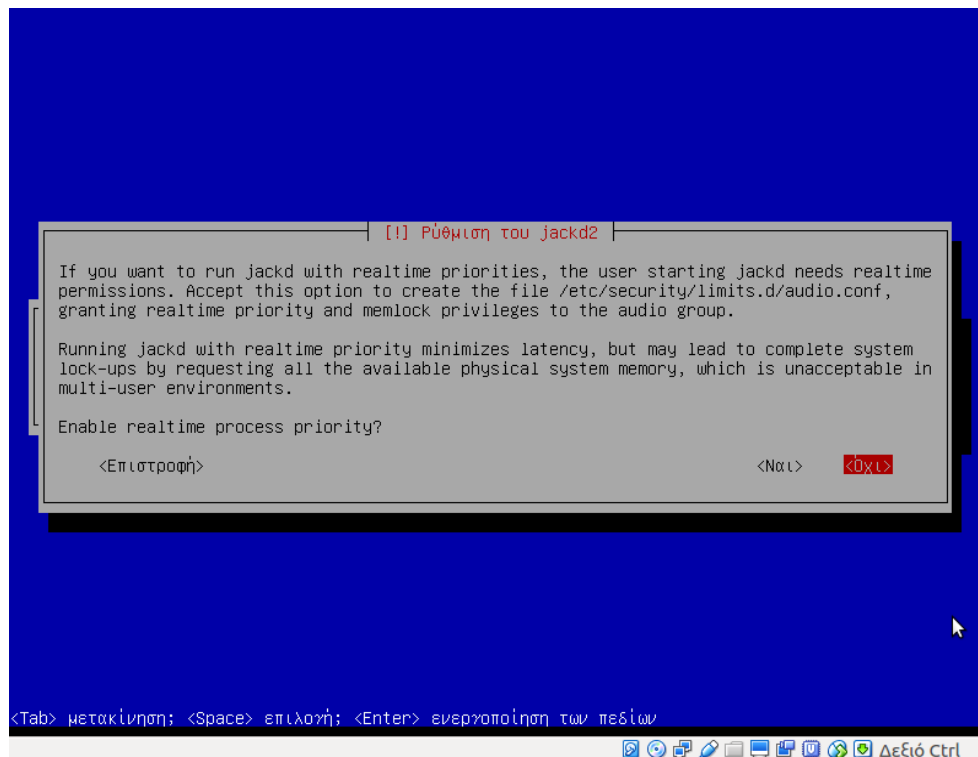 [!] Ρύθμιση του jackd2
If you want to run jackd with realtime priorities, the user starting jackd needs realtime
permissions. Accept this option to create the file /etc/security/limits.d/audio.conf,
granting realtime priority and memlock privileges to the audio group.
Running jackd with realtime priority minimizes latency, but may lead to complete system
lock-ups by requesting all the available physical system memory, which is unacceptable in
multi-user environments.
Enable realtime process priority?
<Επιστροφή> <Ναι> <Όχι>
<Tab> μετακίνηση; <Space> επιλογή; <Enter> ενεργοποίηση των πεδίων
Δεξιό Ctrl